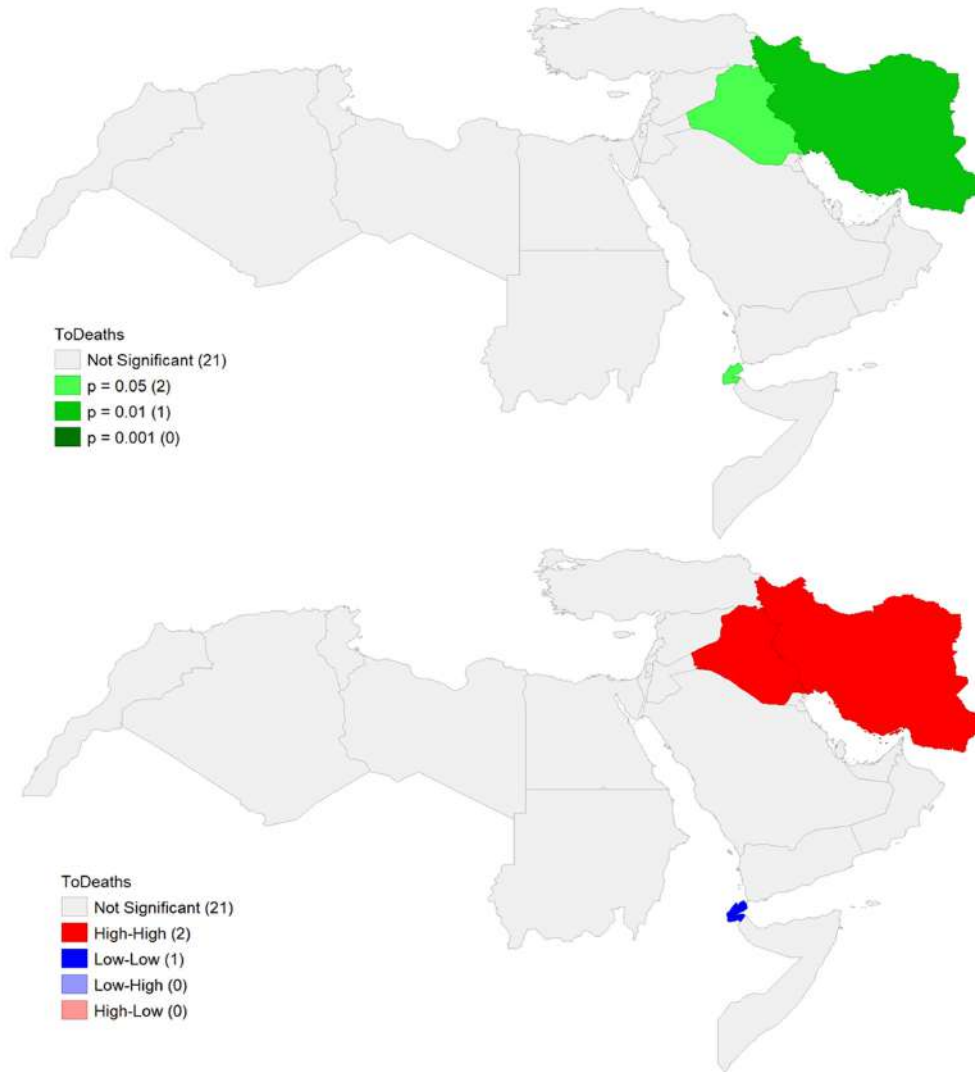 ToDeaths
Not Significant (21)
p = 0.05 (2)
p = 0.01 (1)
p = 0.001 (0)
ToDeaths
Not Significant (21)
High-High (2)
Low-Low (1)
Low-High (0)
High-Low (0)